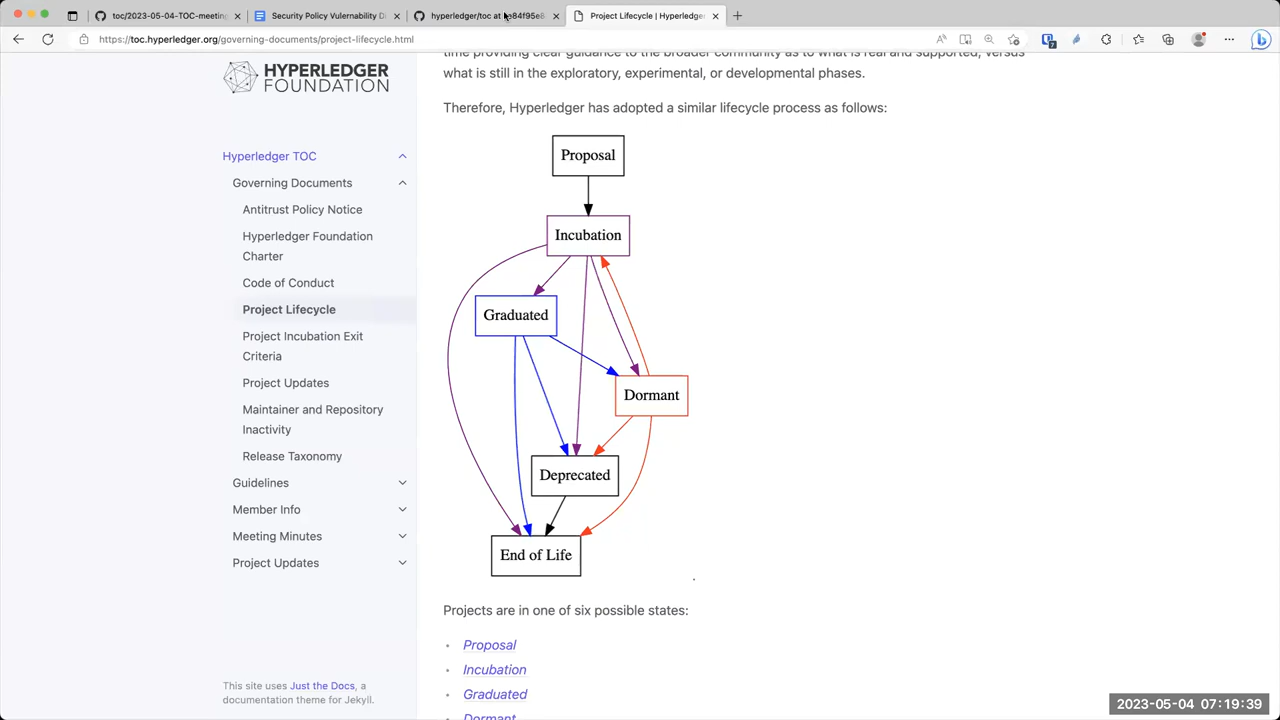 toc/2023-05-04-TOC-meeting
Security Policy Vulernability Di
hyperledger/toc at
Project Lifecycle | Hyperledger
https://toc.hyperledger.org/governing-documents/project-lifecycle.html
HYPERLEDGER
FOUNDATION
Hyperledger TOC
Governing Documents
Antitrust Policy Notice
Hyperledger Foundation
Charter
Code of Conduct
Project Lifecycle
Project Incubation Exit
Criteria
Project Updates
Maintainer and Repository
Inactivity
Release Taxonomy
Guidelines
Member Info
Meeting Minutes
Project Updates
This site uses Just the Docs, a
documentation theme for Jekyll.
time providing clear guidance to the broader community as to what is real and supported, versus
what is still in the exploratory, experimental, or developmental phases.
Therefore, Hyperledger has adopted a similar lifecycle process as follows:
Proposal
Incubation
Graduated
Dormant
Deprecated
End of Life
Projects are in one of six possible states:
• Proposal
• Incubation
• Graduated
Dormant
2023-05-04 07:19:39